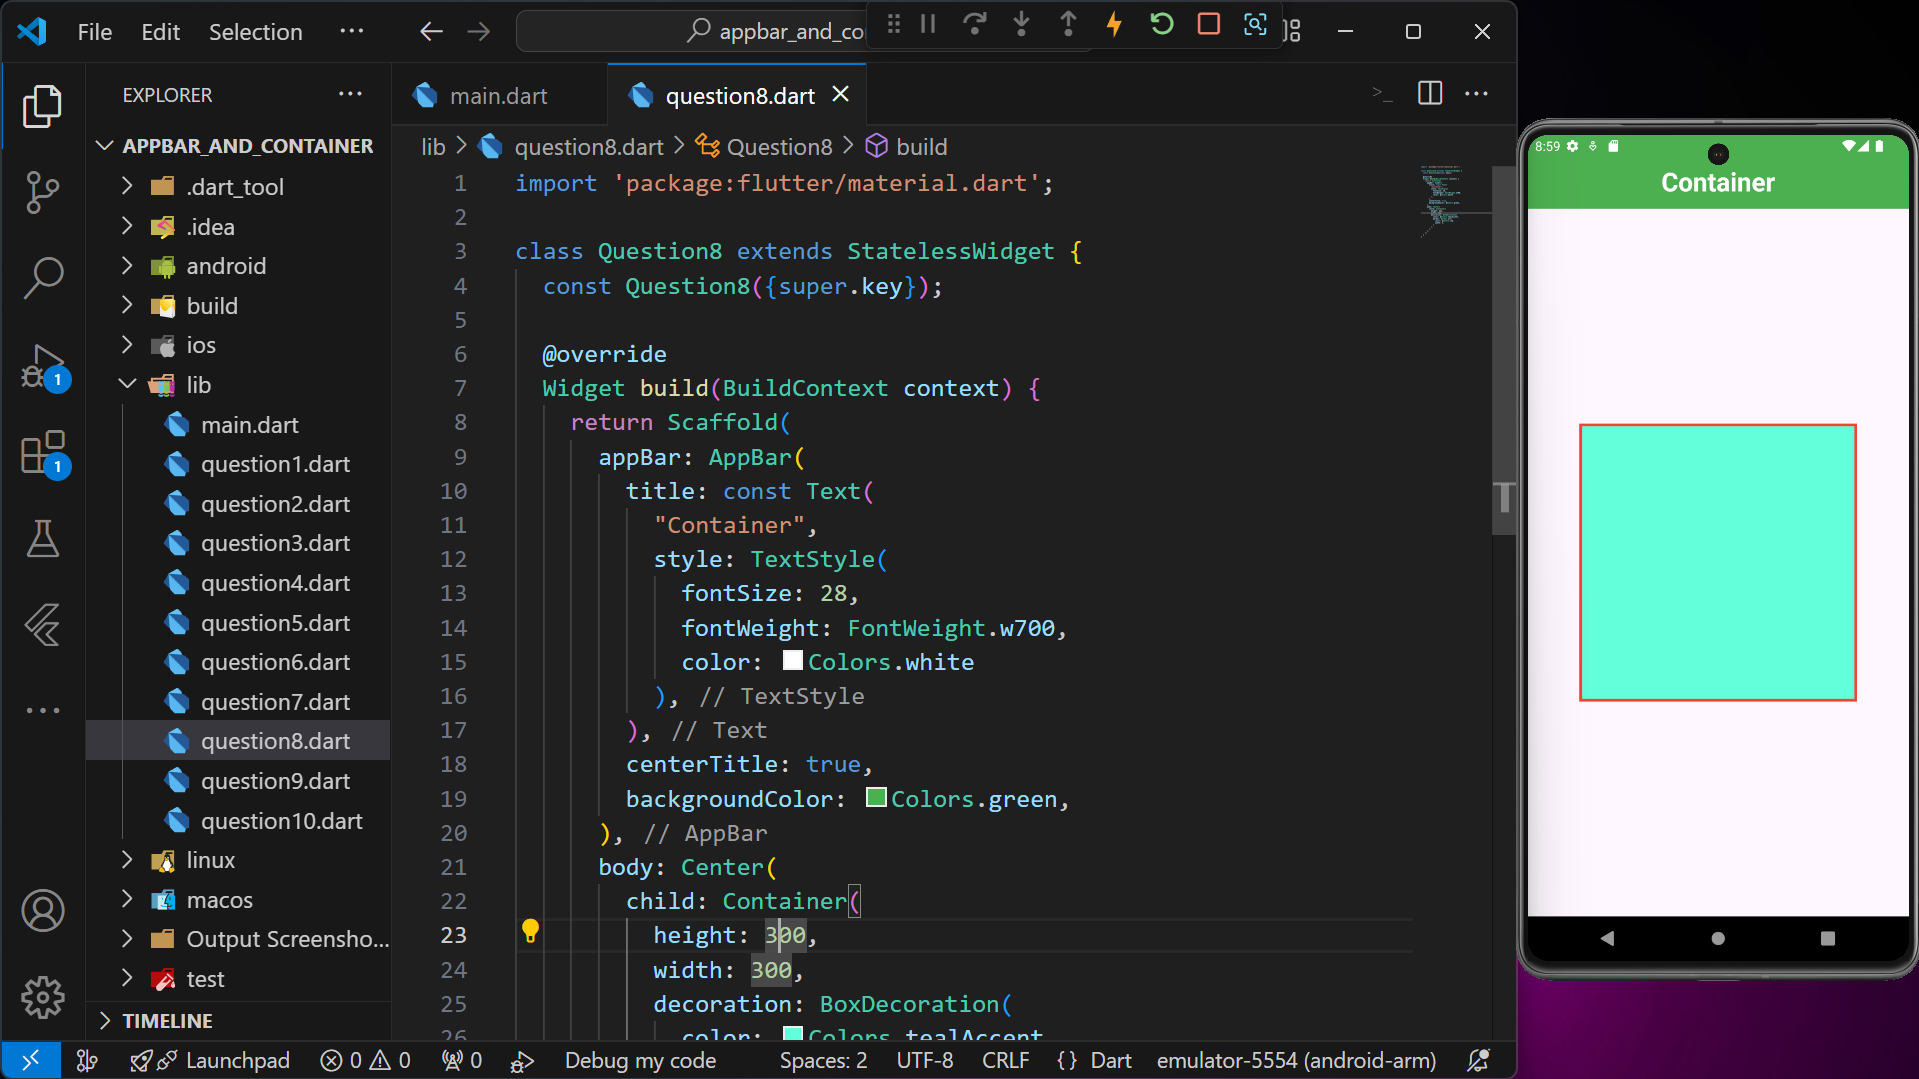 File Edit Selection ··· appbar_and_co
EXPLORER ···
APPBAR_AND_CONTAINER
.dart_tool
.idea
android
build
ios
lib
main.dart
question1.dart
question2.dart
question3.dart
question4.dart
question5.dart
question6.dart
question7.dart
question8.dart
question9.dart
question10.dart
linux
macos
Output Screensho...
test
TIMELINE
1
1
main.dart question8.dart
lib > question8.dart > Question8 > build
1 import 'package:flutter/material.dart';
2
3 class Question8 extends StatelessWidget {
4 const Question8({super.key});
5
6 @override
7 Widget build(BuildContext context) {
8 return Scaffold(
9 appBar: AppBar(
10 title: const Text(
11 "Container",
12 style: TextStyle(
13 fontSize: 28,
14 fontWeight: FontWeight.w700,
15 color: Colors.white
16 ), // TextStyle
17 ), // Text
18 centerTitle: true,
19 backgroundColor: Colors.green,
20 ), // AppBar
21 body: Center(
22 child: Container(
23 height: 300,
24 width: 300,
25 decoration: BoxDecoration(
26 color: Colors.tealAccent
Launchpad 0 0 0 Debug my code Spaces: 2 UTF-8 CRLF {} Dart emulator-5554 (android-arm)
8:59
Container